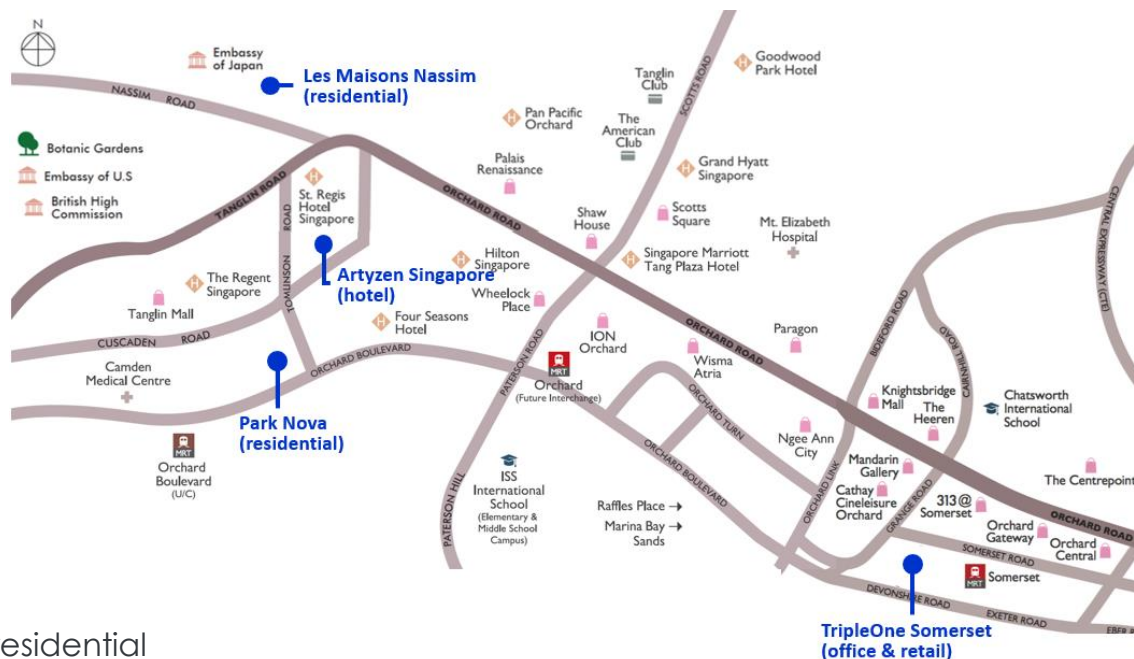 N
Embassy
of Japan
Les Maisons Nassim
(residential)
NASSIM ROAD
Botanic Gardens
Embassy of U.S
British High
Commission
TANGLIN ROAD
St. Regis
Hotel
Singapore
TOMLINSON ROAD
Artyzen Singapore
(hotel)
The Regent
Singapore
Tanglin Mall
CUSCADEN ROAD
Camden
Medical Centre
Park Nova
(residential)
MRT
Orchard
Boulevard
(U/C)
ORCHARD BOULEVARD
Four Seasons
Hotel
Hilton
Singapore
Wheelock
Place
Palais
Renaissance
Pan Pacific
Orchard
Tanglin
Club
The
American
Club
SCOTTS ROAD
Goodwood
Park Hotel
Grand Hyatt
Singapore
Scotts
Square
Shaw
House
Singapore Marriott
Tang Plaza Hotel
Mt. Elizabeth
Hospital
ORCHARD ROAD
PATERSON ROAD
ION
Orchard
MRT
Orchard
(Future Interchange)
Wisma
Atria
Paragon
ORCHARD ROAD
ORCHARD TURN
ORCHARD BOULEVARD
PATERSON HILL
ISS
International
School
(Elementary &
Middle School
Campus)
Raffles Place →
Marina Bay →
Sands
Ngee Ann
City
ORCHARD LINK
BIDEFORD ROAD
CAIRNHILL ROAD
CENTRAL EXPRESSWAY (CTE)
Knightsbridge
Mall
The
Heeren
Chatsworth
International
School
Mandarin
Gallery
Cathay
Cineleisure
Orchard
GRANGE ROAD
313@
Somerset
Orchard
Gateway
Orchard
Central
The Centrepoint
ORCHARD ROAD
SOMERSET ROAD
MRT
Somerset
DEVONSHIRE ROAD
EXETER ROAD
EBER
TripleOne Somerset
(office & retail)
esidential